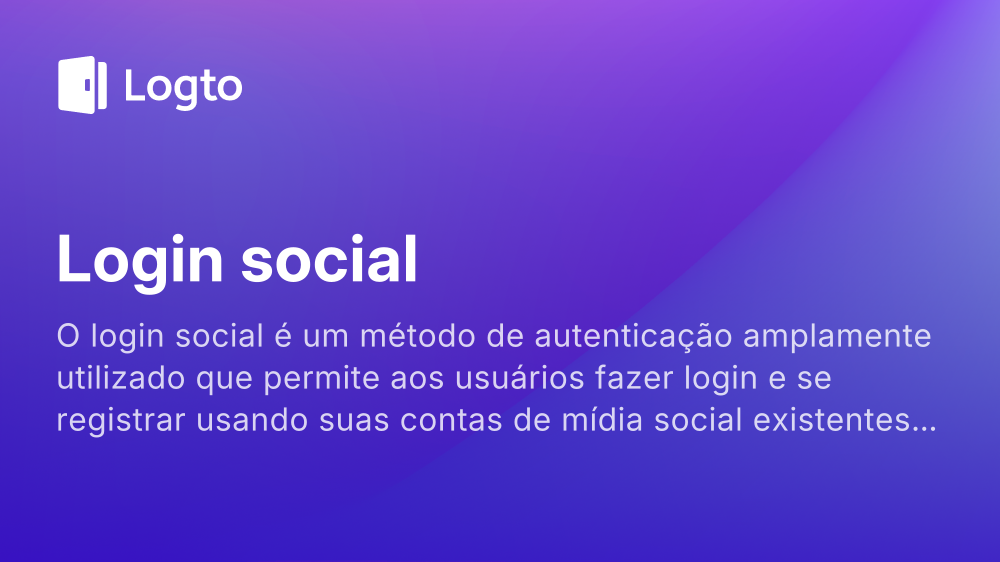 Logto
Login social
O login social é um método de autenticação amplamente
utilizado que permite aos usuários fazer login e se
registrar usando suas contas de mídia social existentes...